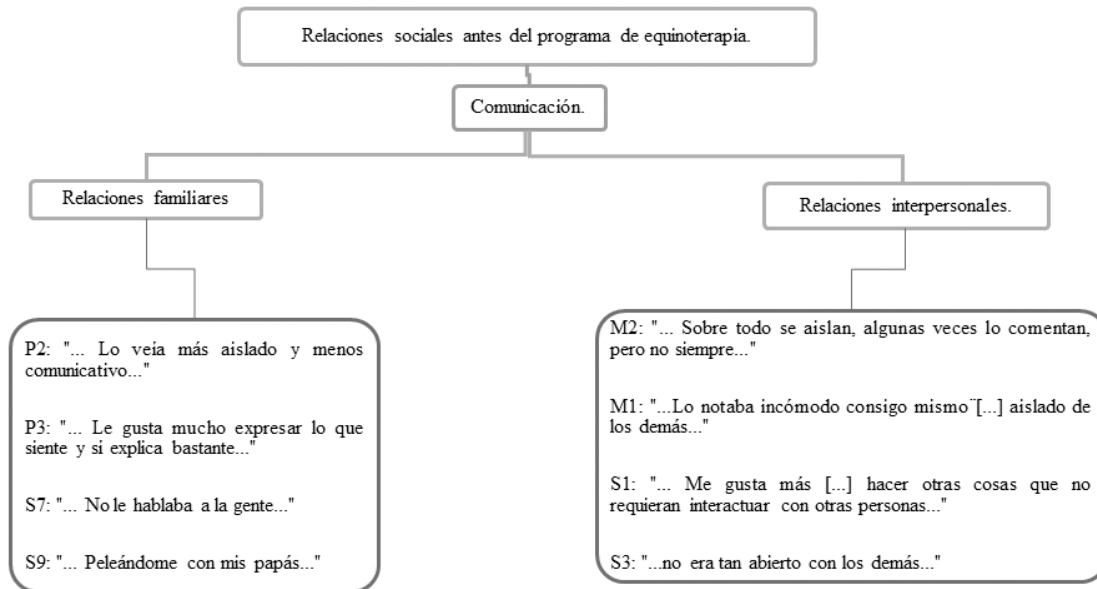 Relaciones sociales antes del programa de equinoterapia.
Comunicación.
Relaciones familiares
Relaciones interpersonales.
P2: "... Lo veía más aislado y menos
comunicativo..."
P3: "... Le gusta mucho expresar lo que
siente y sí explica bastante..."
S7: "... No le hablaba a la gente..."
S9: "... Peleándome con mis papás..."
M2: "... Sobre todo se aislan, algunas veces lo comentan,
pero no siempre..."
M1: "...Lo notaba incómodo consigo mismo¨[...] aislado de
los demás..."
S1: "... Me gusta más [...] hacer otras cosas que no
requieran interactuar con otras personas..."
S3: "...no era tan abierto con los demás..."